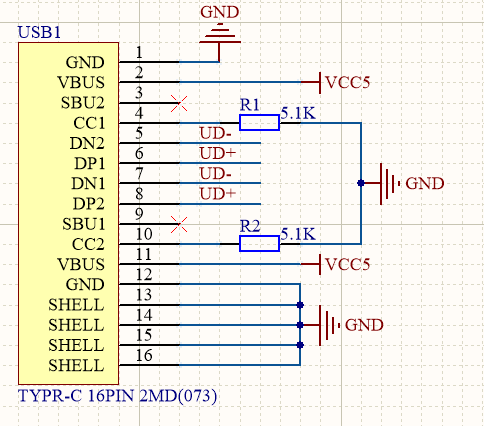 GND
USB1
GND 1
VBUS 2 VCC5
SBU2 3
CC1 4 R1 5.1K
DN2 5 UD-
DP1 6 UD+
DN1 7 UD- GND
DP2 8 UD+
SBU1 9
CC2 10 R2 5.1K
VBUS 11 VCC5
GND 12
SHELL 13
SHELL 14 GND
SHELL 15
SHELL 16
TYPR-C 16PIN 2MD(073)